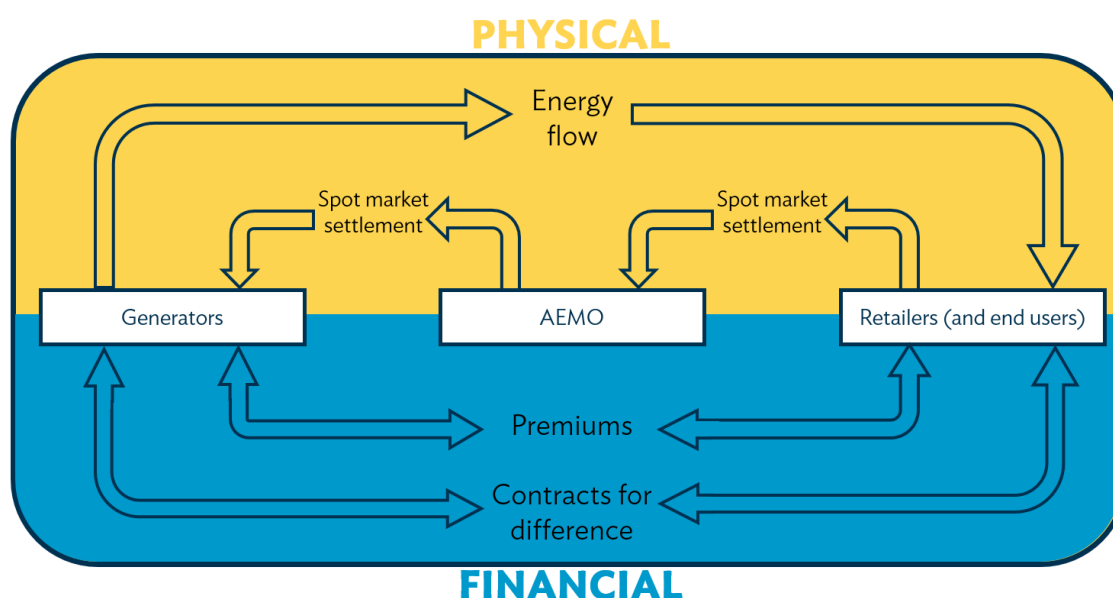 PHYSICAL
Energy
flow
Spot market
settlement
Spot market
settlement
Generators
AEMO
Retailers (and end users)
Premiums
Contracts for
difference
FINANCIAL